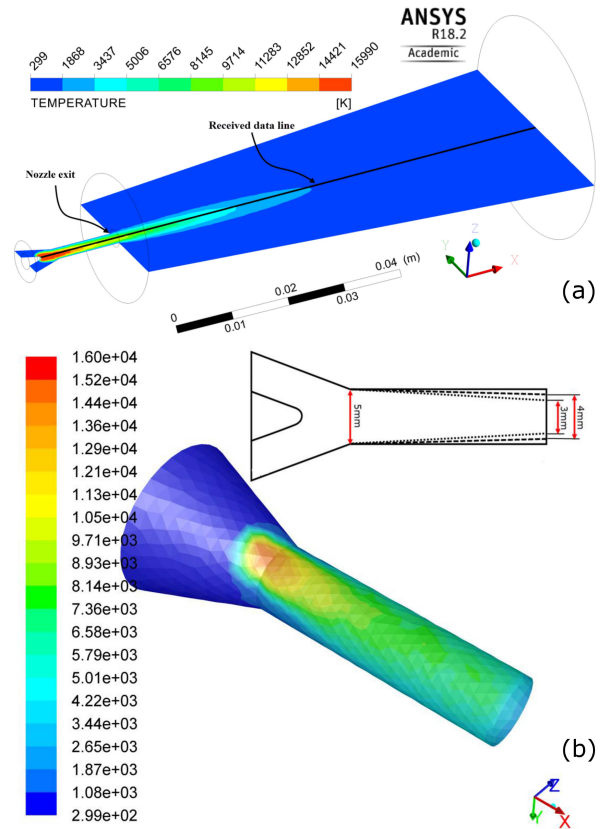 ANSYS
R18.2
Academic
299 1868 3437 5006 6576 8145 9714 11283 12852 14421 15990
TEMPERATURE [K]
Received data line
Nozzle exit
Z
Y
X
0 0.02 0.04 (m)
0.01 0.03
(a)
1.60e+04
1.52e+04
1.44e+04
1.36e+04
1.29e+04
1.21e+04
1.13e+04
1.05e+04
9.71e+03
8.93e+03
8.14e+03
7.36e+03
6.58e+03
5.79e+03
5.01e+03
4.22e+03
3.44e+03
2.65e+03
1.87e+03
1.08e+03
2.99e+02
5mm
3mm
4mm
(b)
Z
Y
X